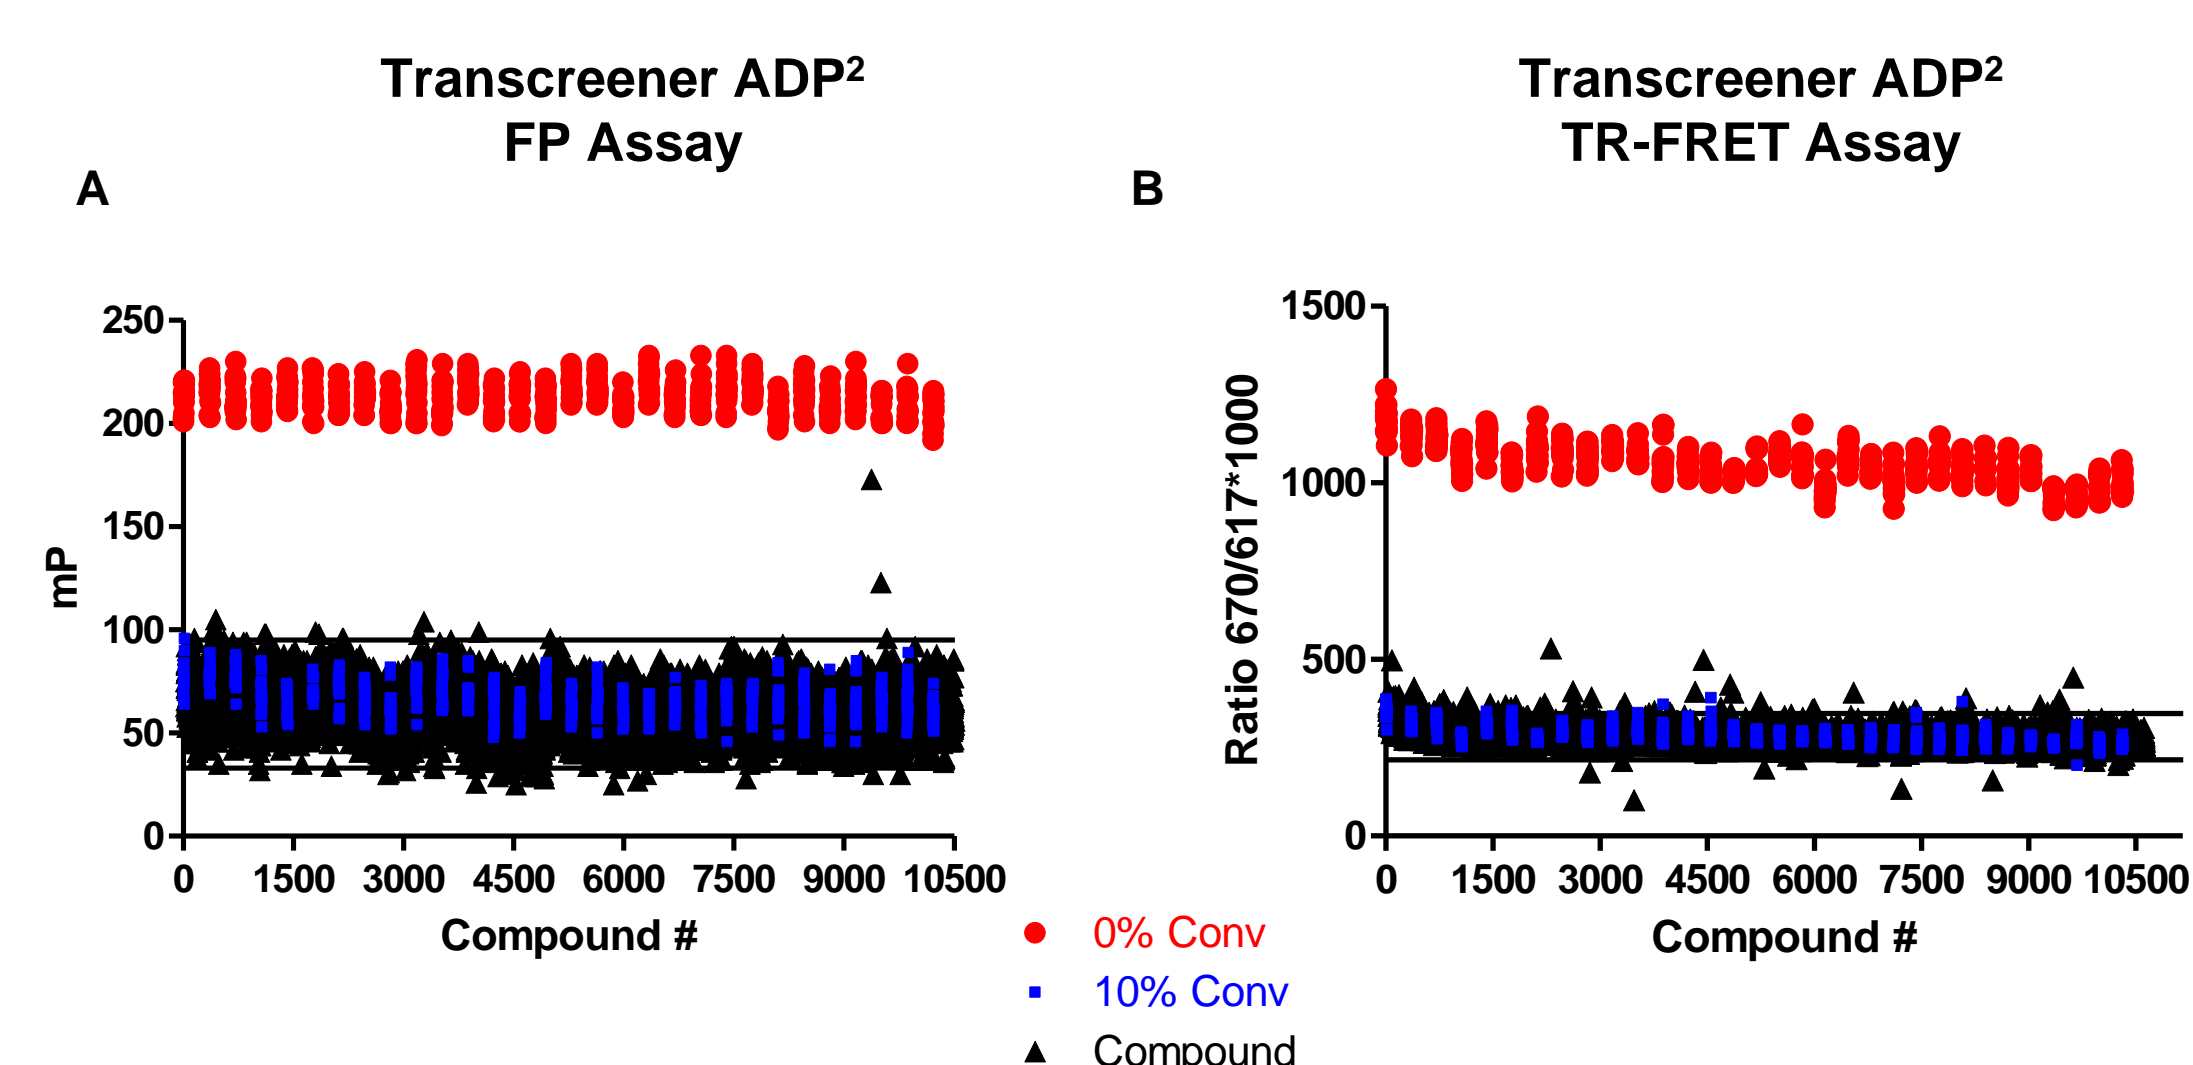 Transcreener ADP²
FP Assay
A
250
200
150
100
50
0
mP
0 1500 3000 4500 6000 7500 9000 10500
Compound #
Transcreener ADP²
TR-FRET Assay
B
1500
1000
500
0
Ratio 670/617*1000
0 1500 3000 4500 6000 7500 9000 10500
Compound #
0% Conv
10% Conv
Compound